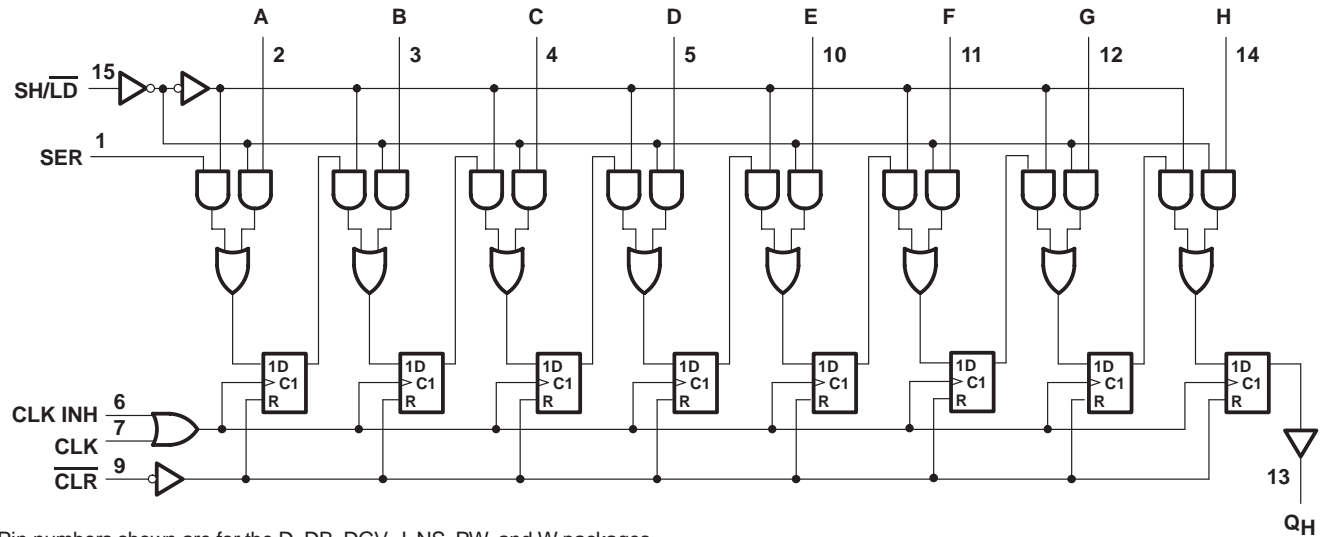 A B C D E F G H
2 3 4 5 10 11 12 14
15
SH/LD
1
SER
1D 1D 1D 1D 1D 1D 1D 1D
C1 C1 C1 C1 C1 C1 C1 C1
R R R R R R R R
6
CLK INH
7
CLK
9
CLR
13
QH
Pin numbers shown are for the D, DB, DGV, J, NS, PW, and W packages